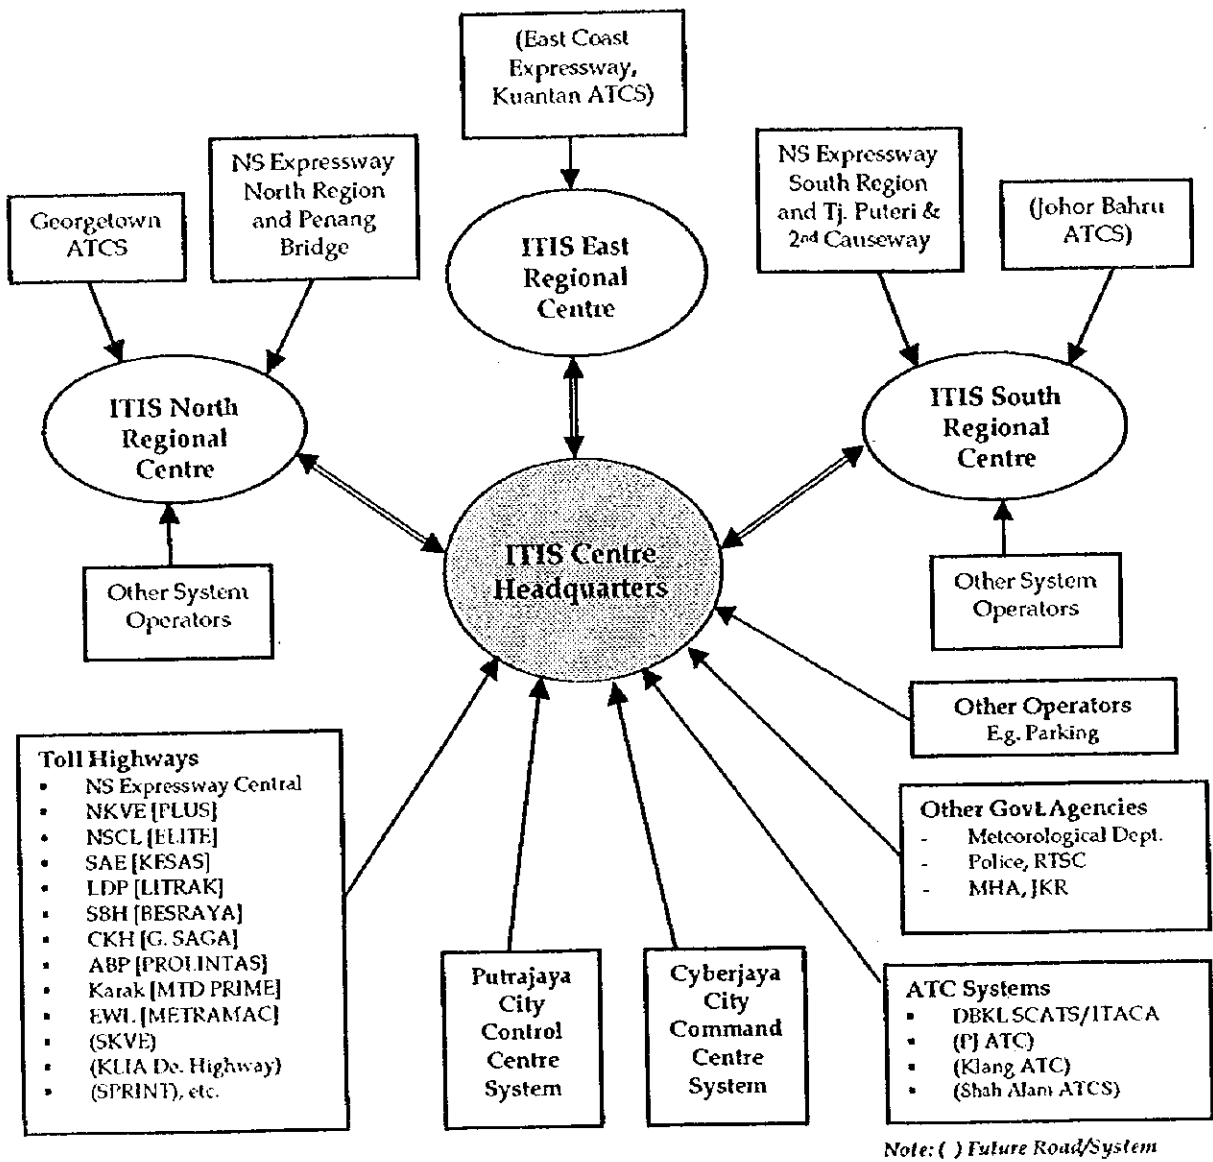 (East Coast
Expressway,
Kuantan ATCS)
NS Expressway
North Region
and Penang
Bridge
NS Expressway
South Region
and Tj. Puteri &
2nd Causeway
Georgetown
ATCS
(Johor Bahru
ATCS)
ITIS East
Regional
Centre
ITIS North
Regional
Centre
ITIS South
Regional
Centre
ITIS Centre
Headquarters
Other System
Operators
Other System
Operators
Other Operators
E.g. Parking
Toll Highways
▪ NS Expressway Central
▪ NKVE [PLUS]
▪ NSCL [ELITE]
▪ SAE [KESAS]
▪ LDP [LITRAK]
▪ SBH [BESRAYA]
▪ CKH [G. SAGA]
▪ ABP [PROLINTAS]
▪ Karak [MTD PRIME]
▪ EWL [METRAMAC]
▪ (SKVE)
▪ (KLIA De. Highway)
▪ (SPRINT), etc.
Other Govt. Agencies
- Meteorological Dept.
- Police, RTSC
- MHA, JKR
Putrajaya
City
Control
Centre
System
Cyberjaya
City
Command
Centre
System
ATC Systems
▪ DBKL SCATS/ITACA
▪ (PJ ATC)
▪ (Klang ATC)
▪ (Shah Alam ATCS)
Note: ( ) Future Road/System